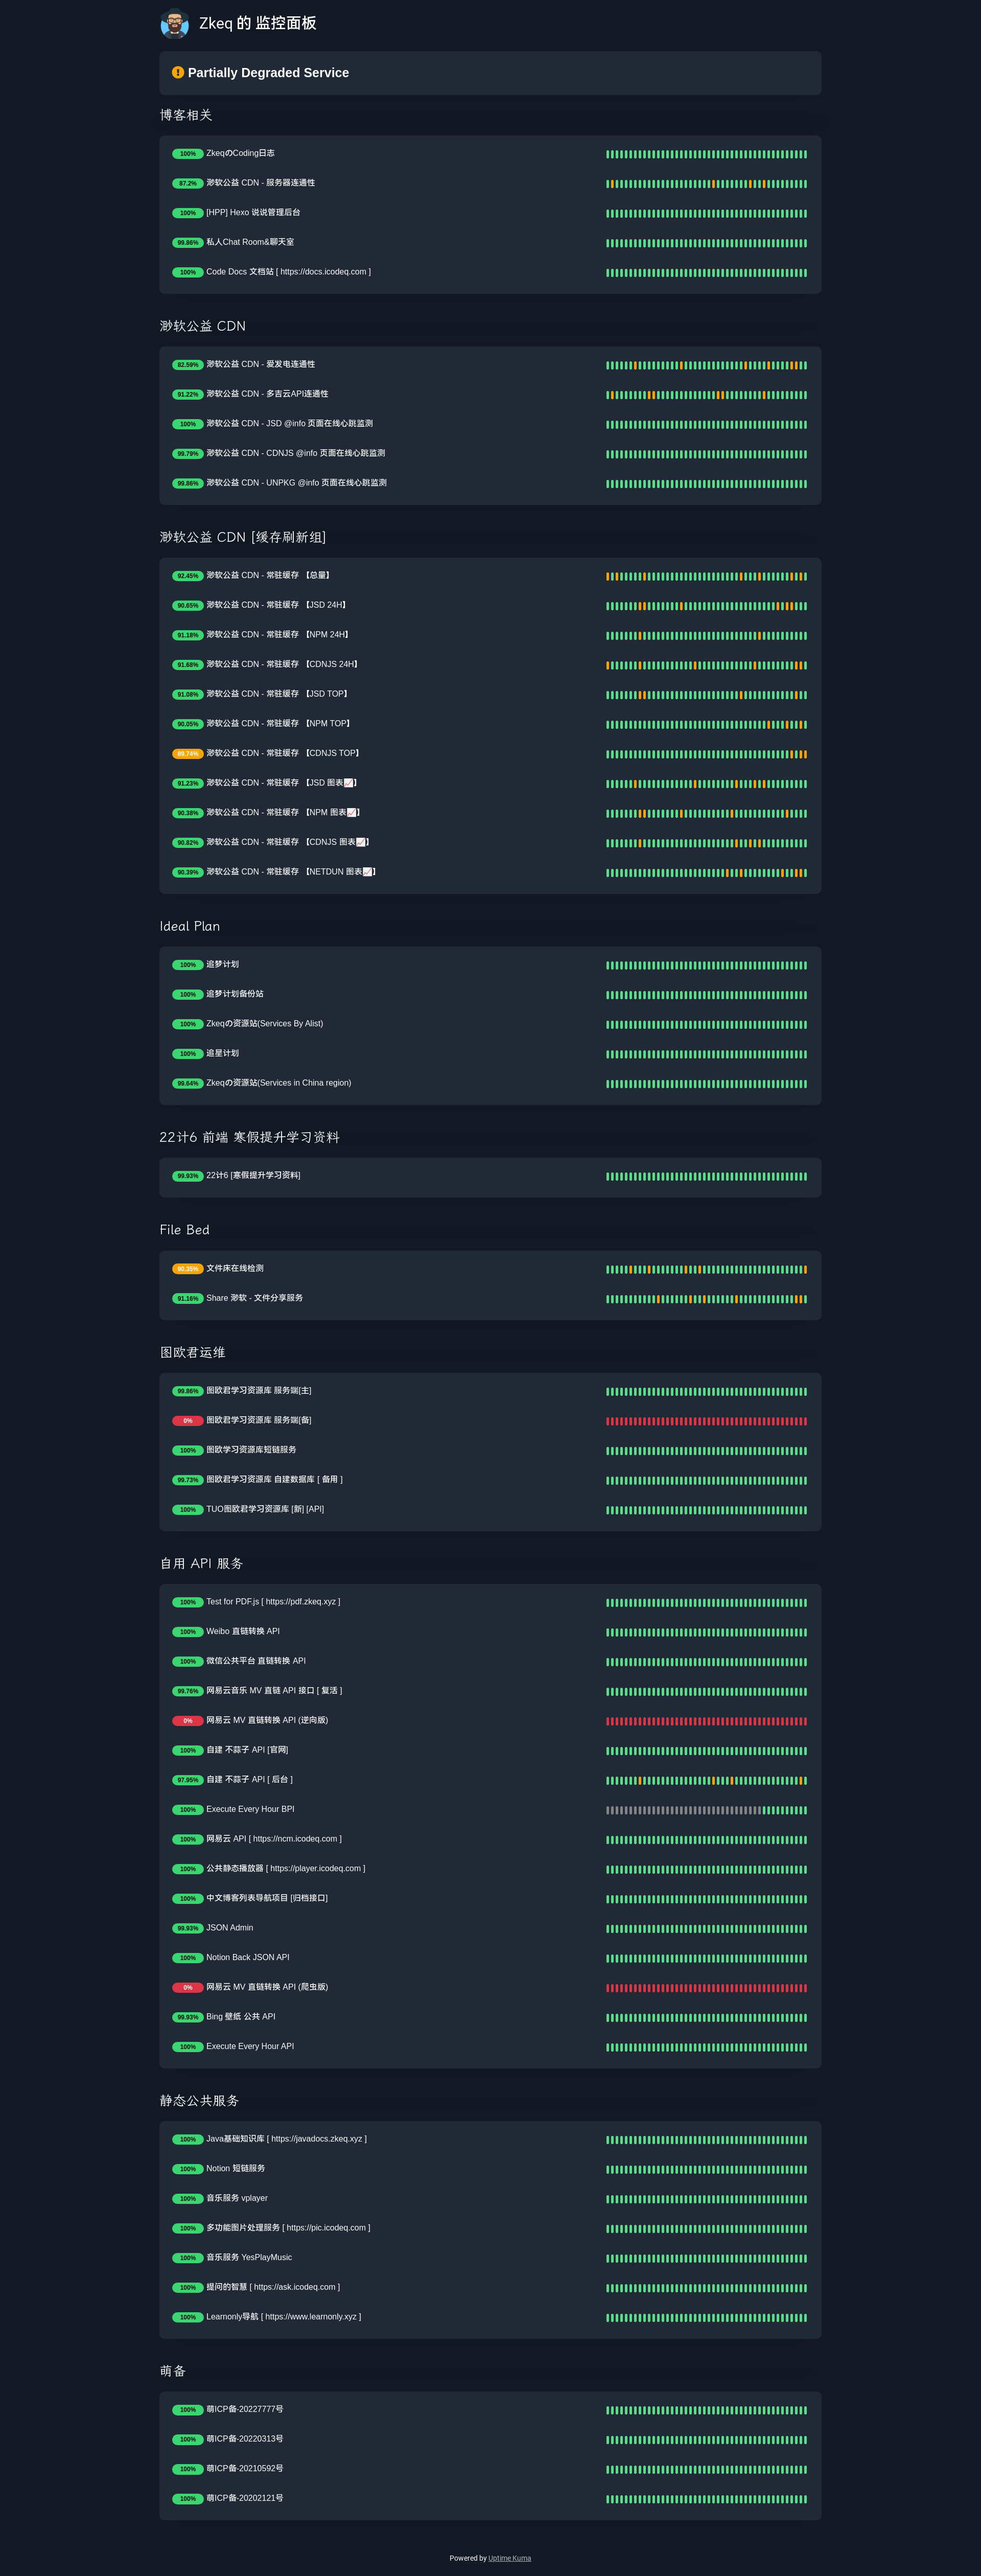 Zkeq 的 监控面板
Partially Degraded Service
博客相关
100% ZkeqのCoding日志
87.2% 渺软公益 CDN - 服务器连通性
100% [HPP] Hexo 说说管理后台
99.86% 私人Chat Room&聊天室
100% Code Docs 文档站 [ https://docs.icodeq.com ]
渺软公益 CDN
82.59% 渺软公益 CDN - 爱发电连通性
91.22% 渺软公益 CDN - 多吉云API连通性
100% 渺软公益 CDN - JSD @info 页面在线心跳监测
99.79% 渺软公益 CDN - CDNJS @info 页面在线心跳监测
99.86% 渺软公益 CDN - UNPKG @info 页面在线心跳监测
渺软公益 CDN [缓存刷新组]
92.45% 渺软公益 CDN - 常驻缓存 【总量】
90.65% 渺软公益 CDN - 常驻缓存 【JSD 24H】
91.18% 渺软公益 CDN - 常驻缓存 【NPM 24H】
91.68% 渺软公益 CDN - 常驻缓存 【CDNJS 24H】
91.08% 渺软公益 CDN - 常驻缓存 【JSD TOP】
90.05% 渺软公益 CDN - 常驻缓存 【NPM TOP】
渺软公益 CDN - 常驻缓存 【CDNJS TOP】
91.23% 渺软公益 CDN - 常驻缓存 【JSD 图表📈】
90.38% 渺软公益 CDN - 常驻缓存 【NPM 图表📈】
90.82% 渺软公益 CDN - 常驻缓存 【CDNJS 图表📈】
90.39% 渺软公益 CDN - 常驻缓存 【NETDUN 图表📈】
Ideal Plan
100% 追梦计划
100% 追梦计划备份站
100% Zkeqの资源站(Services By Alist)
100% 追星计划
99.64% Zkeqの资源站(Services in China region)
22计6 前端 寒假提升学习资料
99.93% 22计6 [寒假提升学习资料]
File Bed
文件床在线检测
91.16% Share 渺软 - 文件分享服务
图欧君运维
99.86% 图欧君学习资源库 服务端[主]
0% 图欧君学习资源库 服务端[备]
100% 图欧学习资源库短链服务
99.73% 图欧君学习资源库 自建数据库 [ 备用 ]
100% TUO图欧君学习资源库 [新] [API]
自用 API 服务
100% Test for PDF.js [ https://pdf.zkeq.xyz ]
100% Weibo 直链转换 API
100% 微信公共平台 直链转换 API
99.76% 网易云音乐 MV 直链 API 接口 [ 复活 ]
0% 网易云 MV 直链转换 API (逆向版)
100% 自建 不蒜子 API [官网]
97.95% 自建 不蒜子 API [ 后台 ]
100% Execute Every Hour BPI
100% 网易云 API [ https://ncm.icodeq.com ]
100% 公共静态播放器 [ https://player.icodeq.com ]
100% 中文博客列表导航项目 [归档接口]
99.93% JSON Admin
100% Notion Back JSON API
0% 网易云 MV 直链转换 API (爬虫版)
99.93% Bing 壁纸 公共 API
100% Execute Every Hour API
静态公共服务
100% Java基础知识库 [ https://javadocs.zkeq.xyz ]
100% Notion 短链服务
100% 音乐服务 vplayer
100% 多功能图片处理服务 [ https://pic.icodeq.com ]
100% 音乐服务 YesPlayMusic
100% 提问的智慧 [ https://ask.icodeq.com ]
100% Learnonly导航 [ https://www.learnonly.xyz ]
萌备
100% 萌ICP备-20227777号
100% 萌ICP备-20220313号
100% 萌ICP备-20210592号
100% 萌ICP备-20202121号
Powered by Uptime Kuma